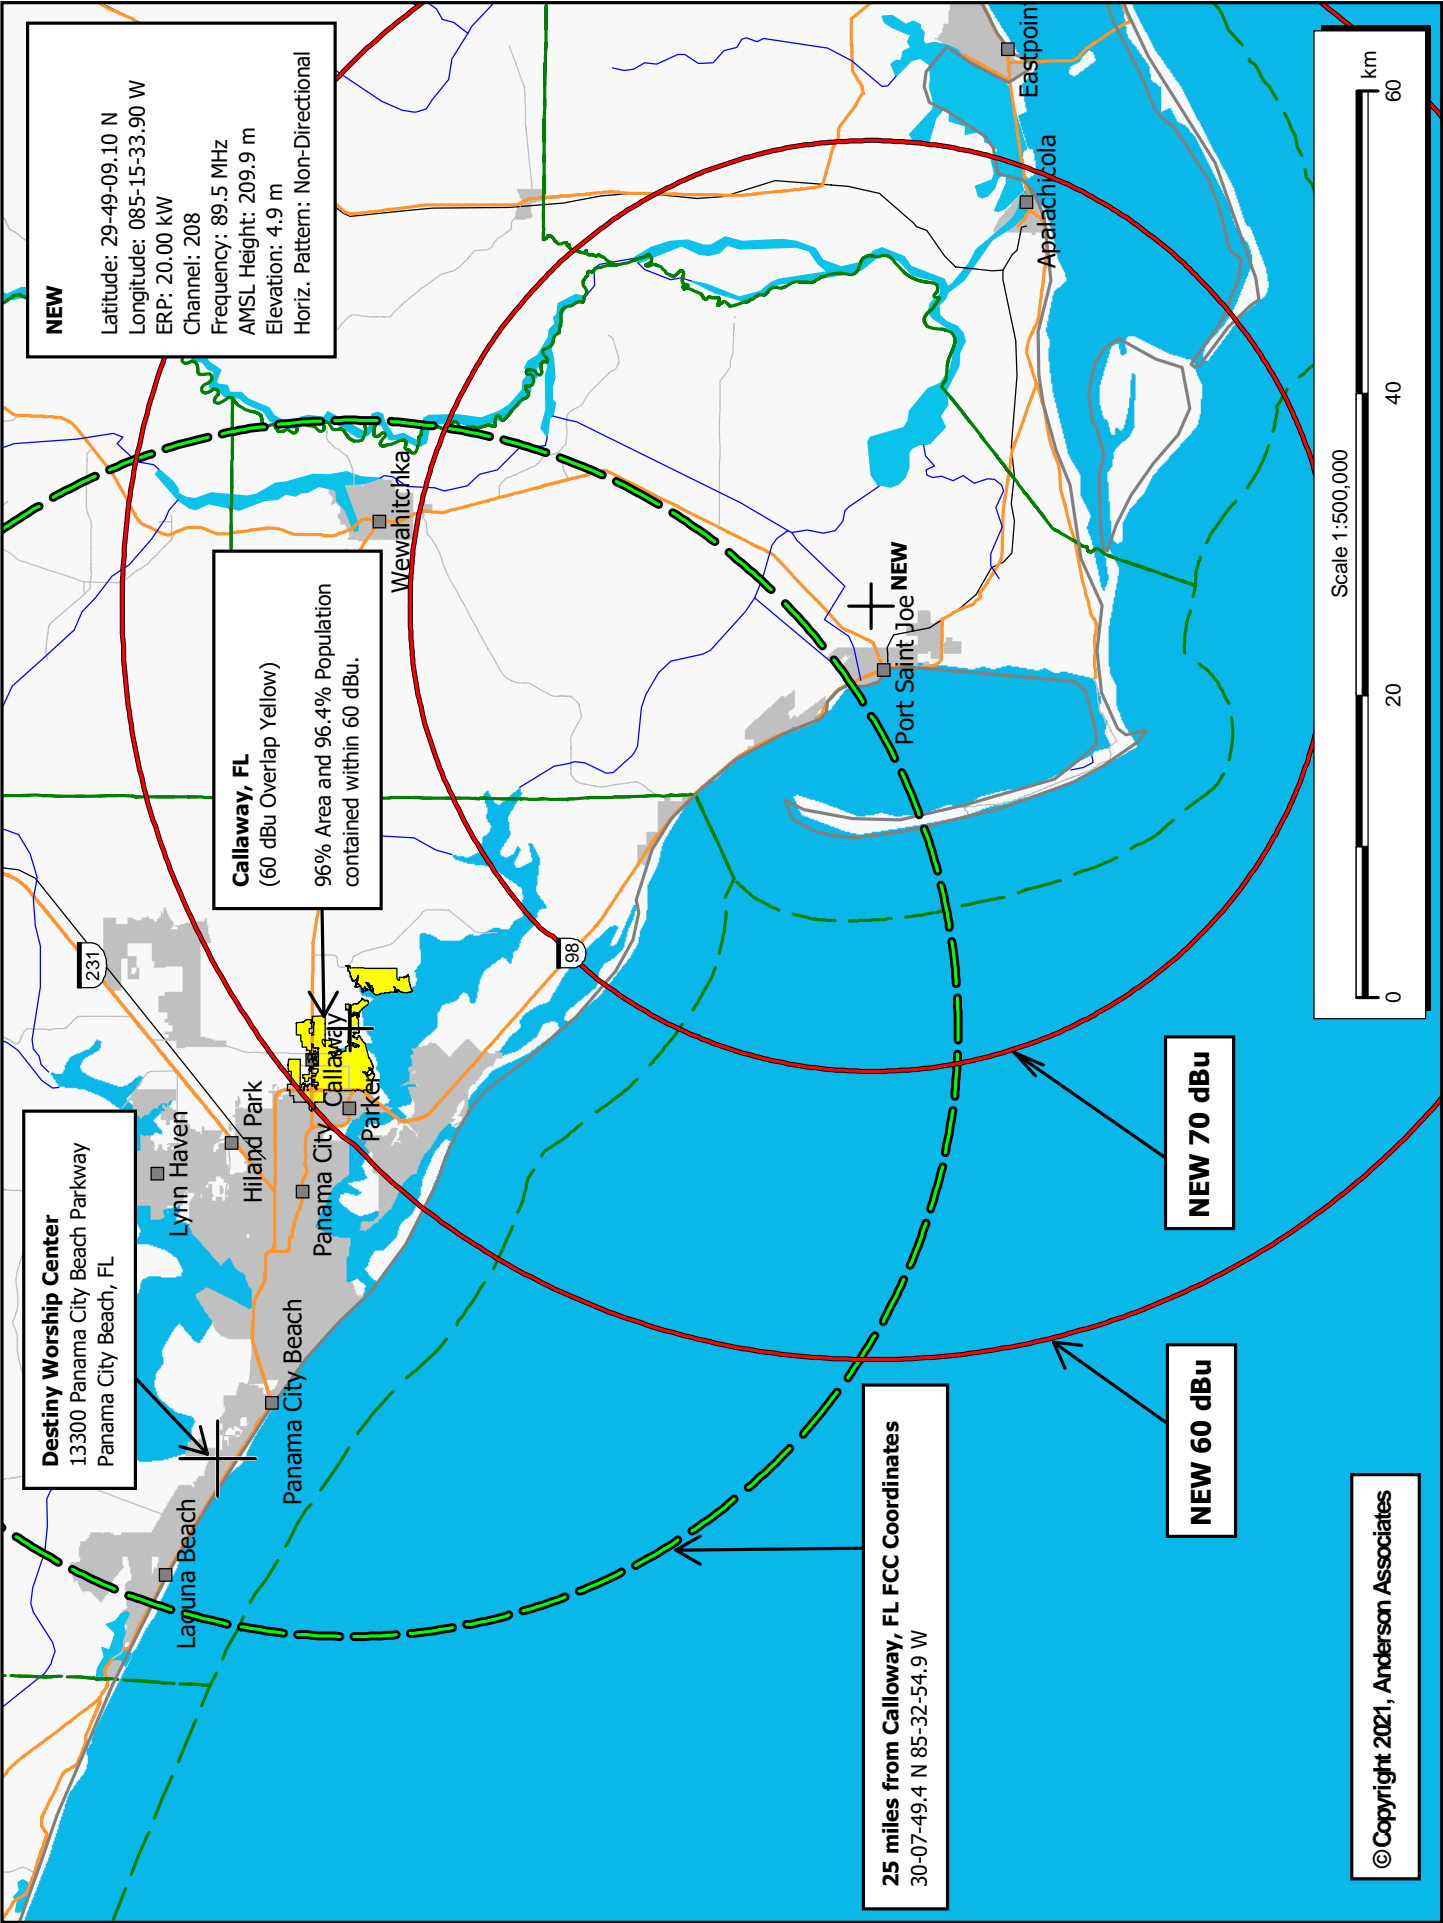 Destiny Worship Center
13300 Panama City Beach Parkway
Panama City Beach, FL
231
NEW
Latitude: 29-49-09.10 N
Longitude: 085-15-33.90 W
ERP: 20.00 kW
Channel: 208
Frequency: 89.5 MHz
AMSL Height: 209.9 m
Elevation: 4.9 m
Horiz. Pattern: Non-Directional
Laguna Beach
Lynn Haven
Hiland Park
Panama City Beach
Panama City
Callaway
Parker
Callaway, FL
(60 dBu Overlap Yellow)
96% Area and 96.4% Population
contained within 60 dBu.
Wewahitchka
98
Port Saint Joe
NEW
Apalachicola
Eastpoin
25 miles from Calloway, FL FCC Coordinates
30-07-49.4 N 85-32-54.9 W
NEW 60 dBu
NEW 70 dBu
Scale 1:500,000
0 20 40 60
km
©Copyright 2021, Anderson Associates